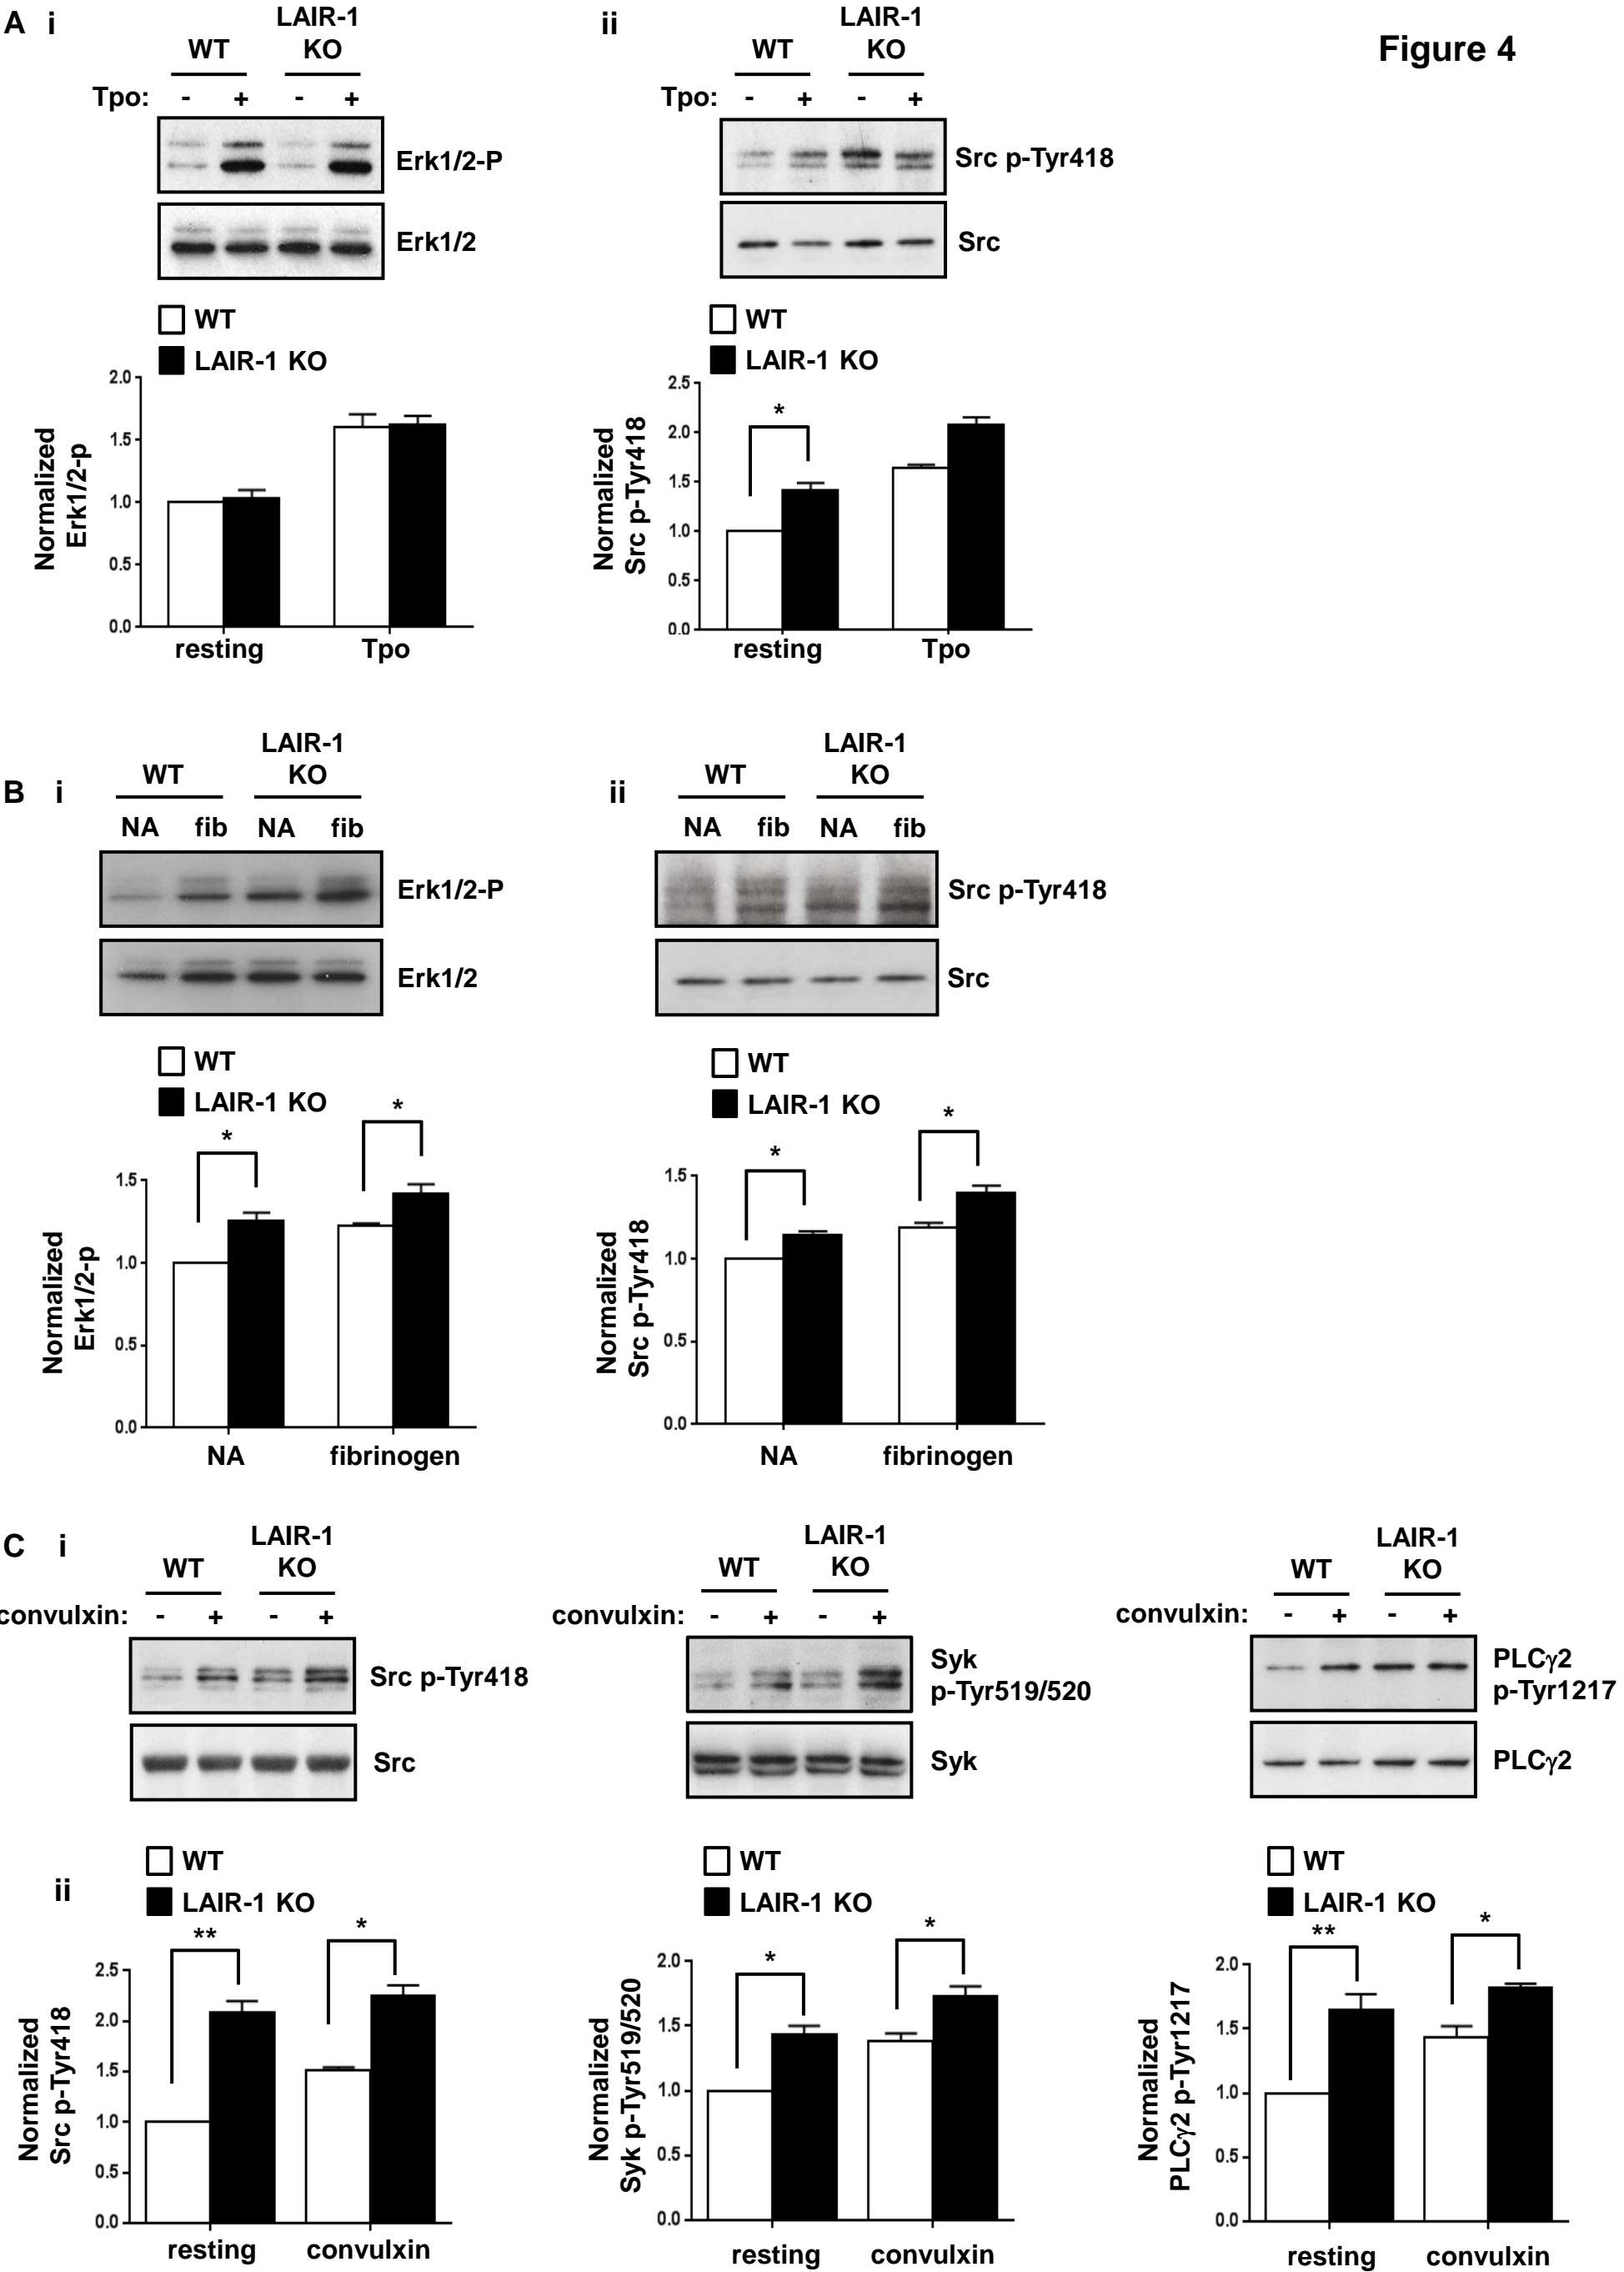 Figure 4
A i
WT
LAIR-1
KO
Tpo: - + - +
Erk1/2-P
Erk1/2
WT
LAIR-1 KO
Normalized
Erk1/2-p
2.0
1.5
1.0
0.5
0.0
resting Tpo
ii
WT
LAIR-1
KO
Tpo: - + - +
Src p-Tyr418
Src
WT
LAIR-1 KO
Normalized
Src p-Tyr418
2.5
2.0
1.5
1.0
0.5
0.0
*
resting Tpo
B i
WT
LAIR-1
KO
NA fib NA fib
Erk1/2-P
Erk1/2
WT
LAIR-1 KO
Normalized
Erk1/2-p
1.5
1.0
0.5
0.0
* *
NA fibrinogen
ii
WT
LAIR-1
KO
NA fib NA fib
Src p-Tyr418
Src
WT
LAIR-1 KO
Normalized
Src p-Tyr418
1.5
1.0
0.5
0.0
* *
NA fibrinogen
C i
WT
LAIR-1
KO
convulxin: - + - +
Src p-Tyr418
Src
WT
LAIR-1
KO
convulxin: - + - +
Syk
p-Tyr519/520
Syk
WT
LAIR-1
KO
convulxin: - + - +
PLCγ2
p-Tyr1217
PLCγ2
ii
WT
LAIR-1 KO
Normalized
Src p-Tyr418
2.5
2.0
1.5
1.0
0.5
0.0
** *
resting convulxin
WT
LAIR-1 KO
Normalized
Syk p-Tyr519/520
2.0
1.5
1.0
0.5
0.0
* *
resting convulxin
WT
LAIR-1 KO
Normalized
PLCγ2 p-Tyr1217
2.0
1.5
1.0
0.5
0.0
** *
resting convulxin